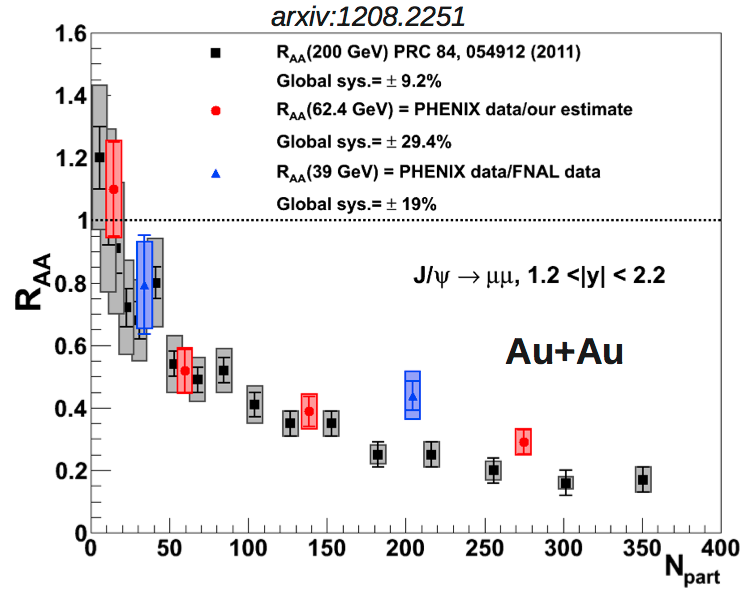 arxiv:1208.2251
R_AA(200 GeV) PRC 84, 054912 (2011)
Global sys.= ± 9.2%
R_AA(62.4 GeV) = PHENIX data/our estimate
Global sys.= ± 29.4%
R_AA(39 GeV) = PHENIX data/FNAL data
Global sys.= ± 19%
J/ψ → μμ, 1.2 <|y| < 2.2
Au+Au
R_AA
1.6
1.4
1.2
1
0.8
0.6
0.4
0.2
0
0 50 100 150 200 250 300 350 400
N_part